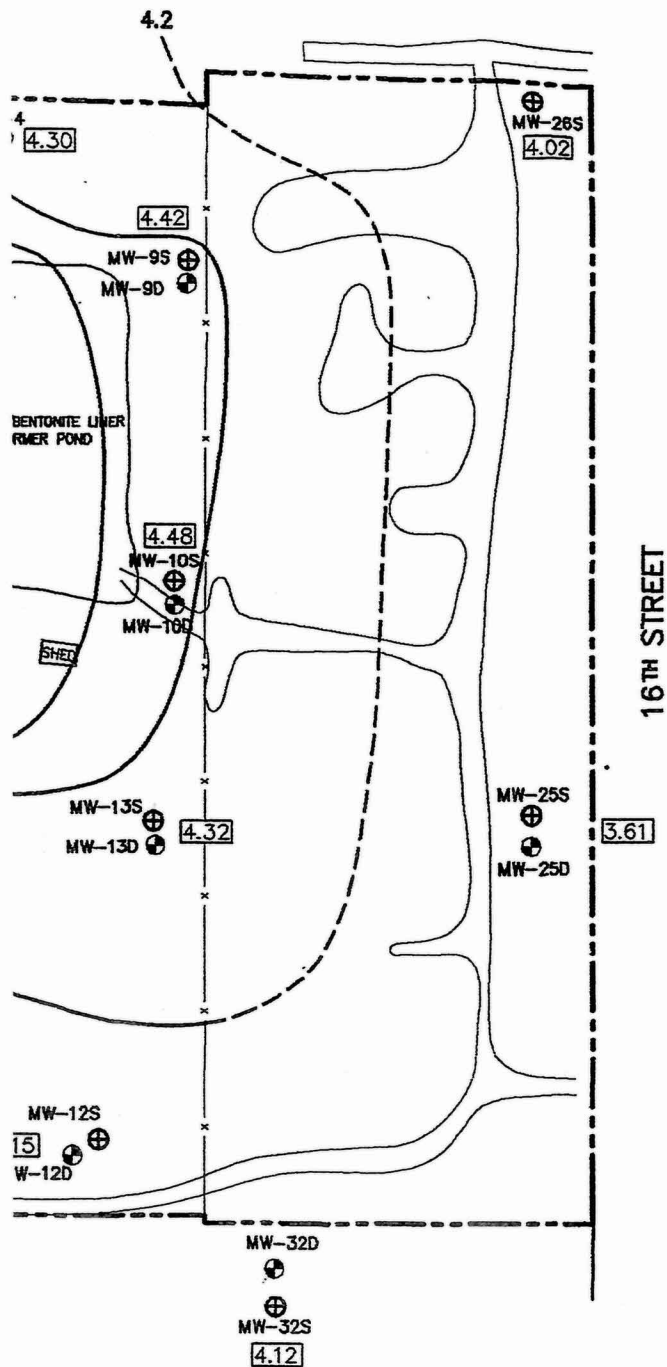 4.2
4
4.30
MW-26S
4.02
4.42
MW-9S
MW-9D
BENTONITE LINER
RMER POND
4.48
MW-10S
MW-10D
SHED
16TH STREET
MW-13S
4.32
MW-13D
MW-25S
3.61
MW-25D
MW-12S
15
W-12D
MW-32D
MW-32S
4.12